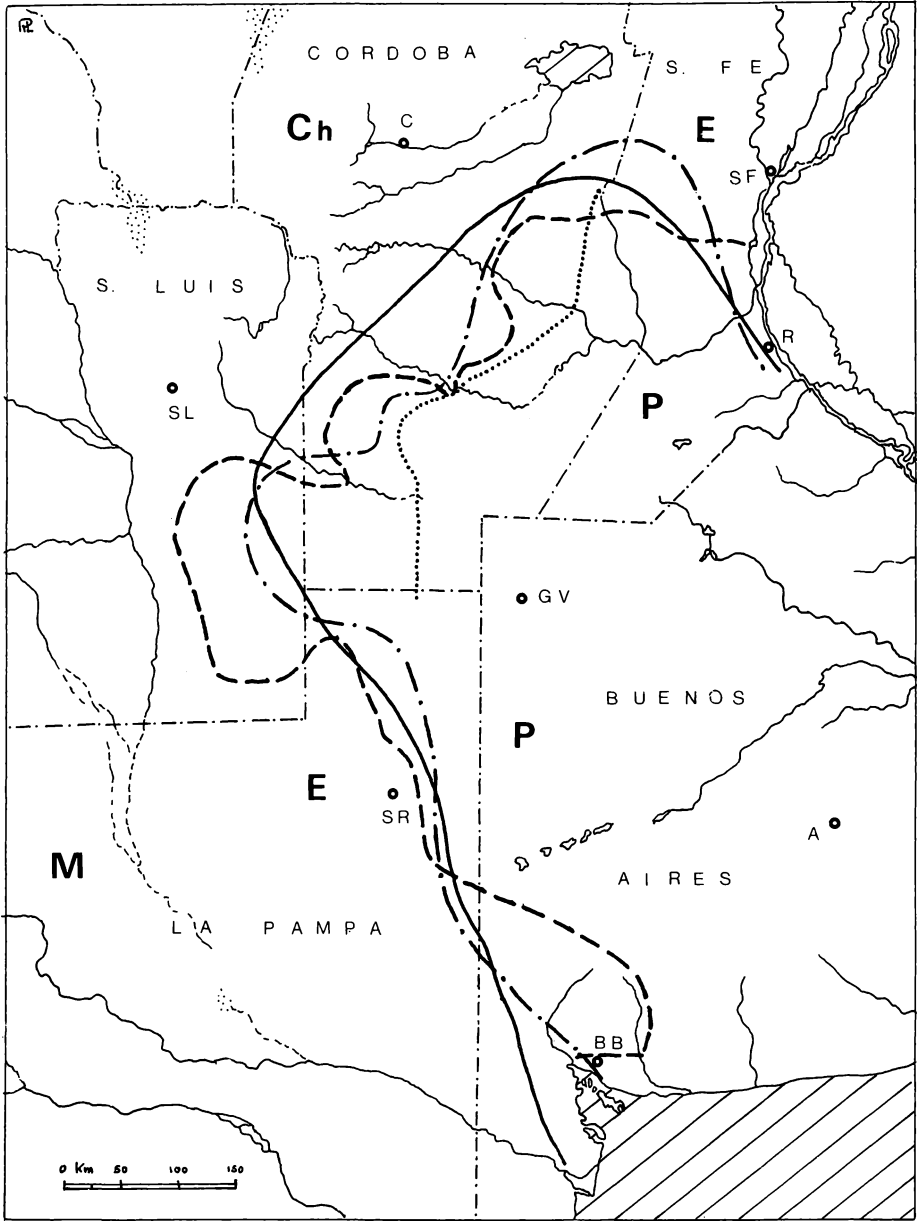 CORDOBA
S. FE
Ch
C
E
SF
S. LUIS
R
SL
P
GV
BUENOS
P
E
SR
A
M
AIRES
LA PAMPA
BB
0 Km 50 100 150